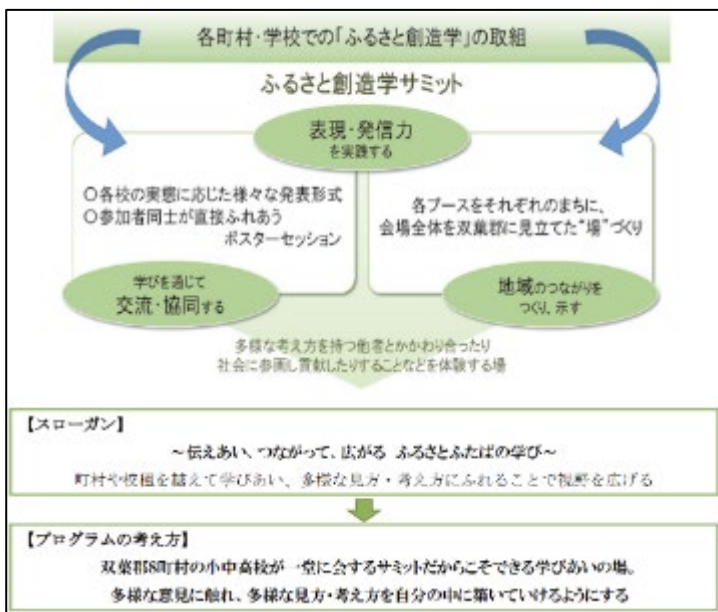 各町村・学校での「ふるさと創造学」の取組
ふるさと創造学サミット
表現・発信力
を実践する
〇各校の実態に応じた様々な発表形式
〇参加者同士が直接ふれあう
ポスターセッション
各ブースをそれぞれのまちに、
会場全体を双葉郡に見立てた“場”づくり
学びを通じて
交流・協同する
地域のつながりを
つくり、示す
多様な考え方を持つ他者とかかわり合ったり
社会に参画し貢献したりすることなどを体験する場
【スローガン】
～伝えあい、つながって、広がる ふるさとふたばの学び～
町村や校種を越えて学びあい、多様な見方・考え方にふれることで視野を広げる
【プログラムの考え方】
双葉郡8町村の小中高校が一堂に会するサミットだからこそできる学びあいの場。
多様な意見に触れ、多様な見方・考え方を自分の中に築いていけるようにする